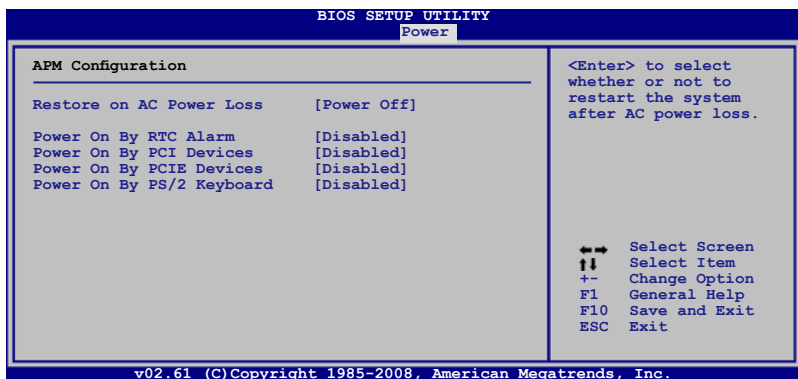 BIOS SETUP UTILITY
Power
APM Configuration
Restore on AC Power Loss [Power Off]
Power On By RTC Alarm [Disabled]
Power On By PCI Devices [Disabled]
Power On By PCIE Devices [Disabled]
Power On By PS/2 Keyboard [Disabled]
<Enter> to select
whether or not to
restart the system
after AC power loss.
←→ Select Screen
↑↓ Select Item
+- Change Option
F1 General Help
F10 Save and Exit
ESC Exit
v02.61 (C)Copyright 1985-2008, American Megatrends, Inc.